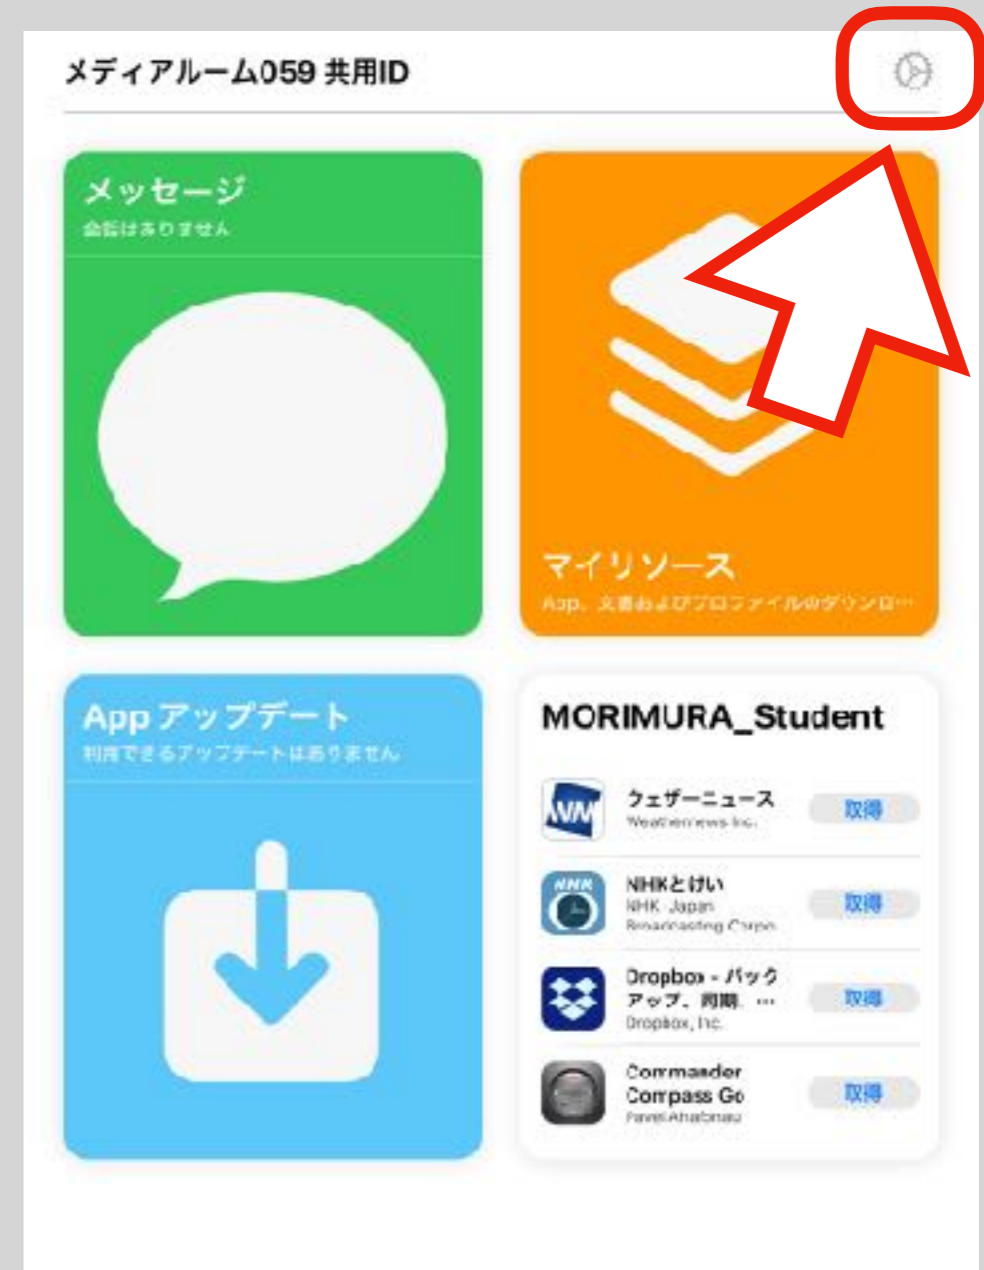 メディアルーム059 共用ID
メッセージ
会話はありません
マイリソース
App、文書およびプロファイルのダウンロ…
App アップデート
利用できるアップデートはありません
MORIMURA_Student
ウェザーニュース
Weathernews Inc.
取得
NHKとけい
NHK Japan
Broadcasting Corpo
取得
Dropbox - バック
アップ、同期、…
Dropbox, Inc.
取得
Commander
Compass Go
取得